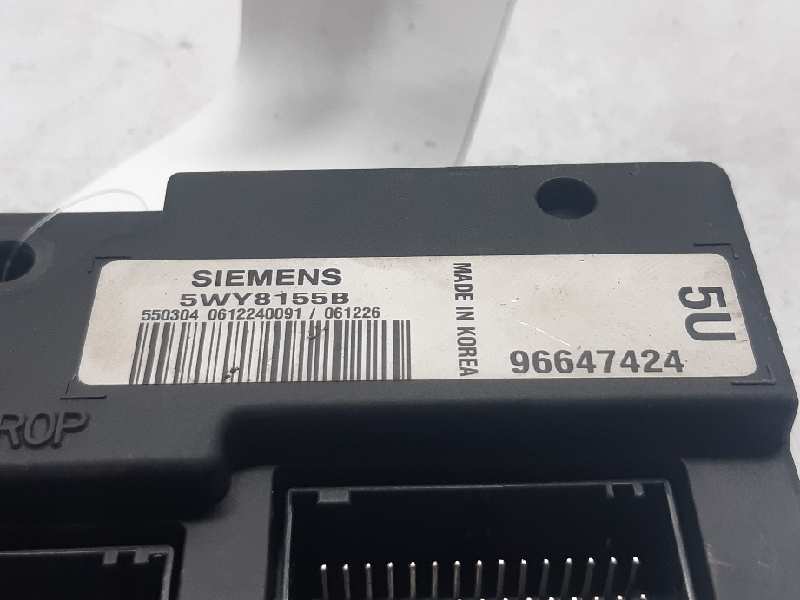 SIEMENS
5WY8155B
550304 0612240091 / 061226
MADE IN KOREA
5U
96647424
ROP